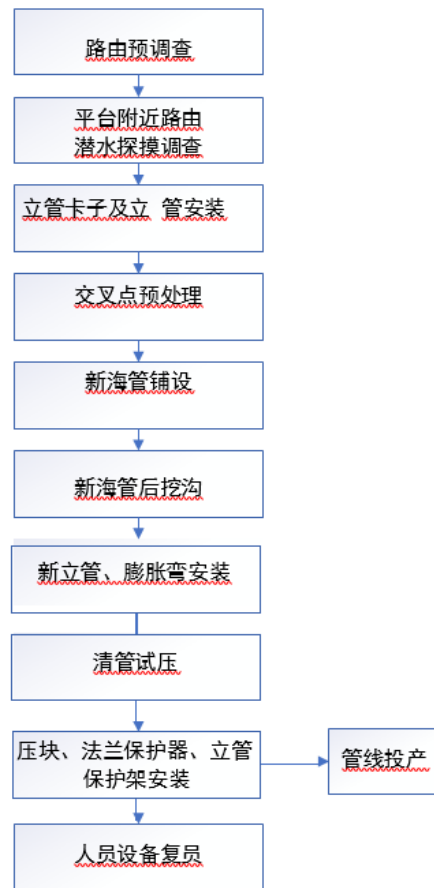 路由预调查
平台附近路由
潜水探摸调查
立管卡子及立 管安装
交叉点预处理
新海管铺设
新海管后挖沟
新立管、膨胀弯安装
清管试压
压块、法兰保护器、立管
保护架安装
管线投产
人员设备复员